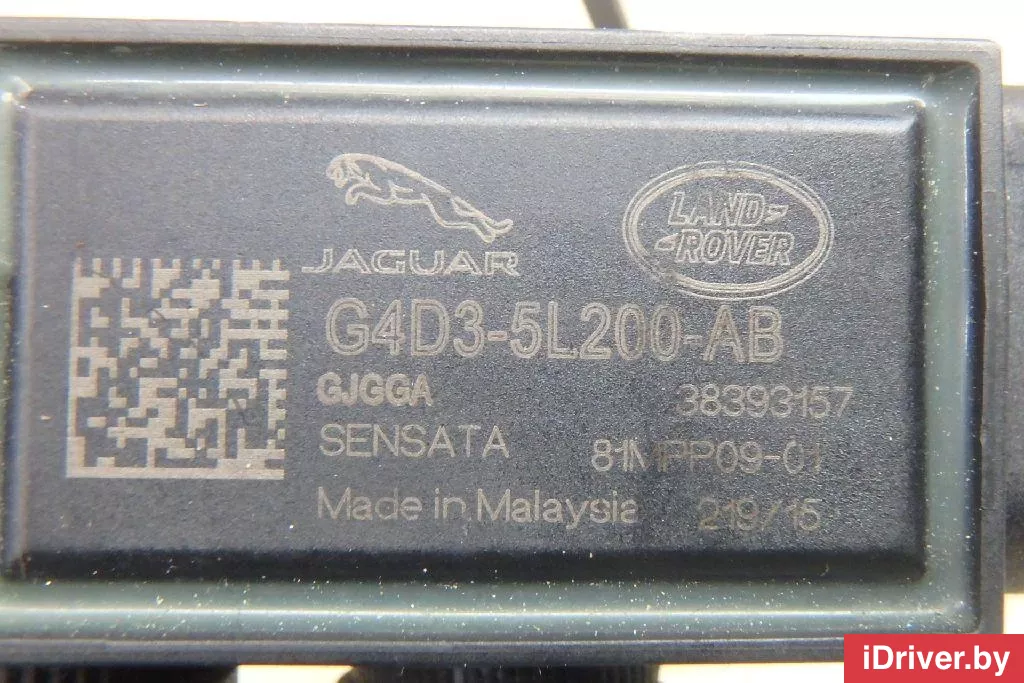 JAGUAR
LAND-
-ROVER
G4D3-5L200-AB
GJGGA 38393157
SENSATA 81MPP09-01
Made in Malaysia 219/15
iDriver.by